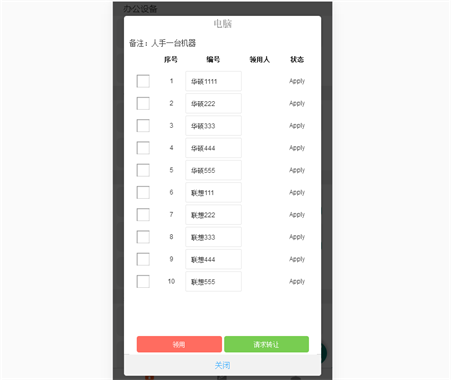 办公设备
电脑
备注：人手一台机器
序号 编号 领用人 状态
1 华硕1111 Apply
2 华硕222 Apply
3 华硕333 Apply
4 华硕444 Apply
5 华硕555 Apply
6 联想111 Apply
7 联想222 Apply
8 联想333 Apply
9 联想444 Apply
10 联想555 Apply
领用 请求转让
关闭